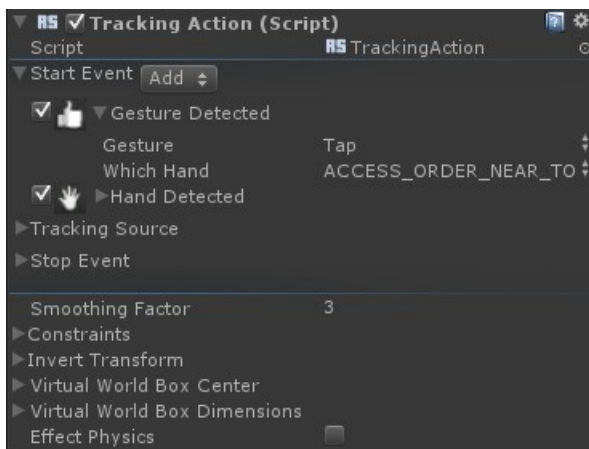 RS Tracking Action (Script)
Script RS TrackingAction
Start Event Add
Gesture Detected
Gesture Tap
Which Hand ACCESS_ORDER_NEAR_TO
Hand Detected
Tracking Source
Stop Event
Smoothing Factor 3
Constraints
Invert Transform
Virtual World Box Center
Virtual World Box Dimensions
Effect Physics